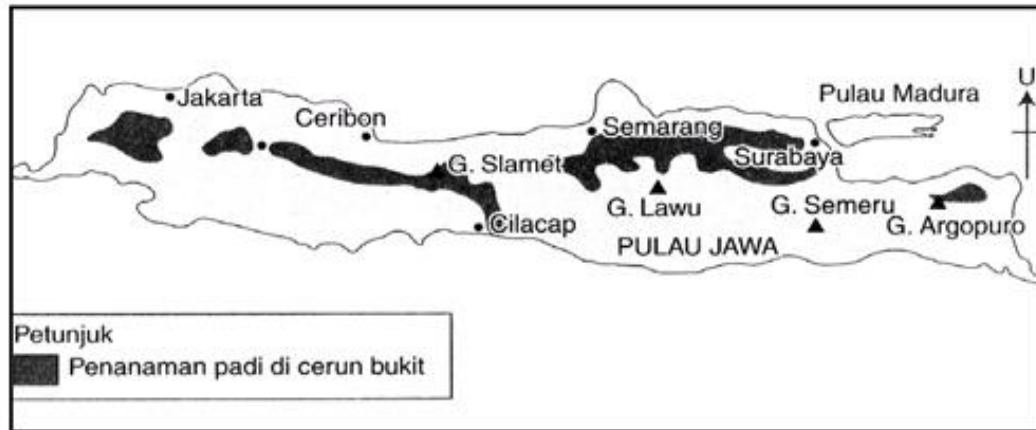 U
Jakarta
Ceribon
Semarang
Pulau Madura
G. Slamet
Surabaya
G. Lawu
G. Semeru
G. Argopuro
Cilacap
PULAU JAWA
Petunjuk
Penanaman padi di cerun bukit